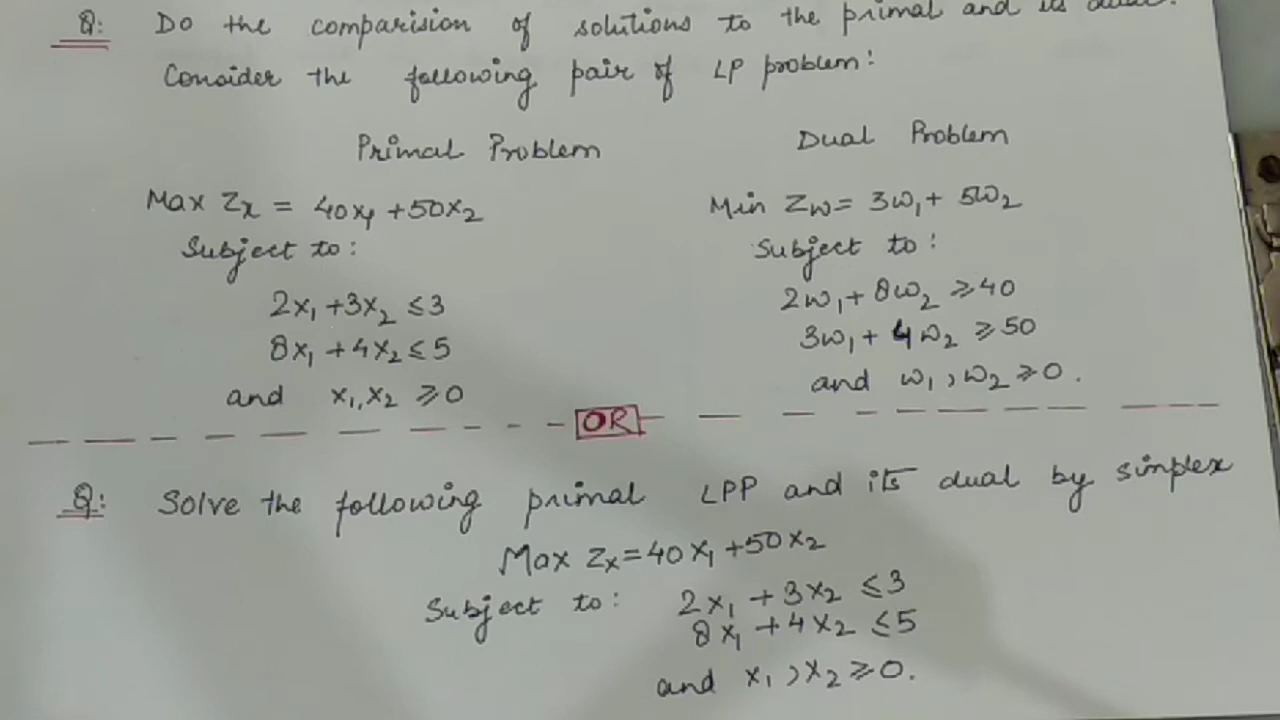 Q: Do the comparision of solutions to the primal and its dual.
Consider the following pair of LP problem:
Primal Problem
Max Zx = 40x1 + 50x2
Subject to:
2x1 + 3x2 ≤ 3
8x1 + 4x2 ≤ 5
and x1, x2 ≥ 0
Dual Problem
Min Zw = 3w1 + 5w2
Subject to:
2w1 + 8w2 ≥ 40
3w1 + 4w2 ≥ 50
and w1, w2 ≥ 0.
OR
Q: Solve the following primal LPP and its dual by simplex
Max Zx = 40x1 + 50x2
Subject to: 2x1 + 3x2 ≤ 3
8x1 + 4x2 ≤ 5
and x1, x2 ≥ 0.